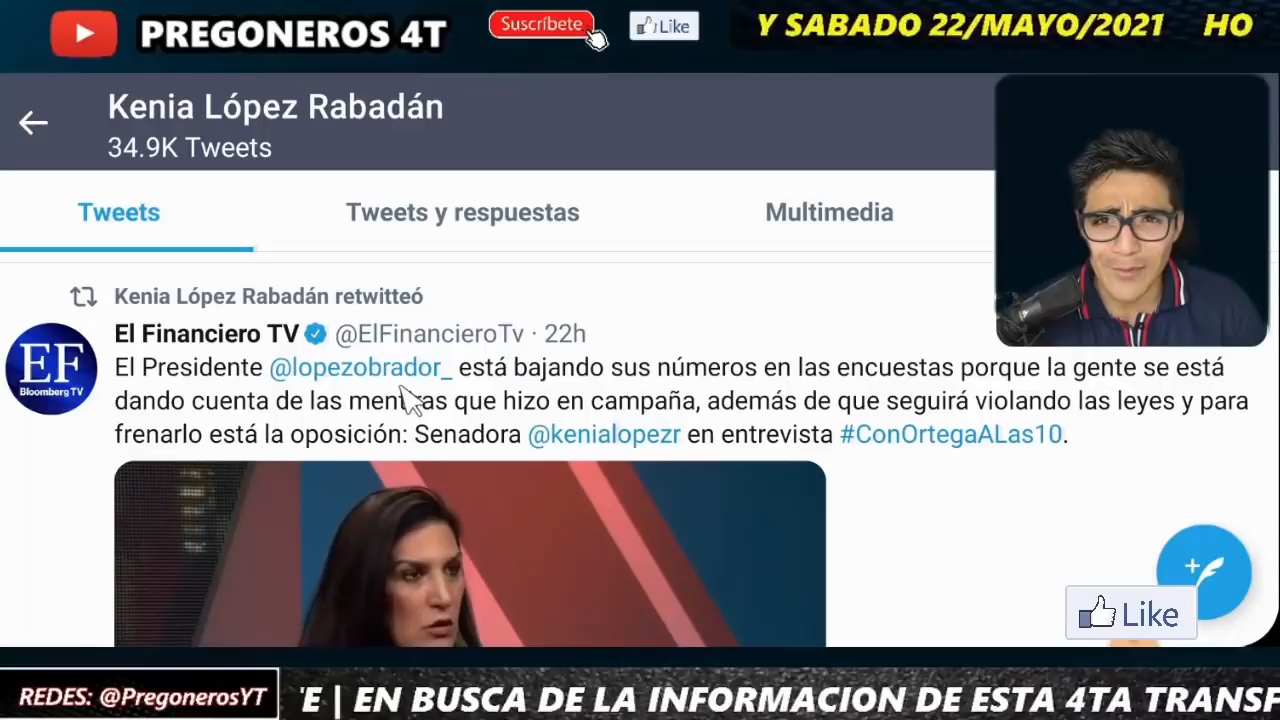 PREGONEROS 4T
Suscríbete
Like
Y SABADO 22/MAYO/2021 HO
Kenia López Rabadán
34.9K Tweets
Tweets
Tweets y respuestas
Multimedia
Kenia López Rabadán retwitteó
El Financiero TV @ElFinancieroTv · 22h
EF
Bloomberg TV
El Presidente @lopezobrador_ está bajando sus números en las encuestas porque la gente se está
dando cuenta de las mentiras que hizo en campaña, además de que seguirá violando las leyes y para
frenarlo está la oposición: Senadora @kenialopezr en entrevista #ConOrtegaALas10.
Like
REDES: @PregonerosYT
'E | EN BUSCA DE LA INFORMACION DE ESTA 4TA TRANSF